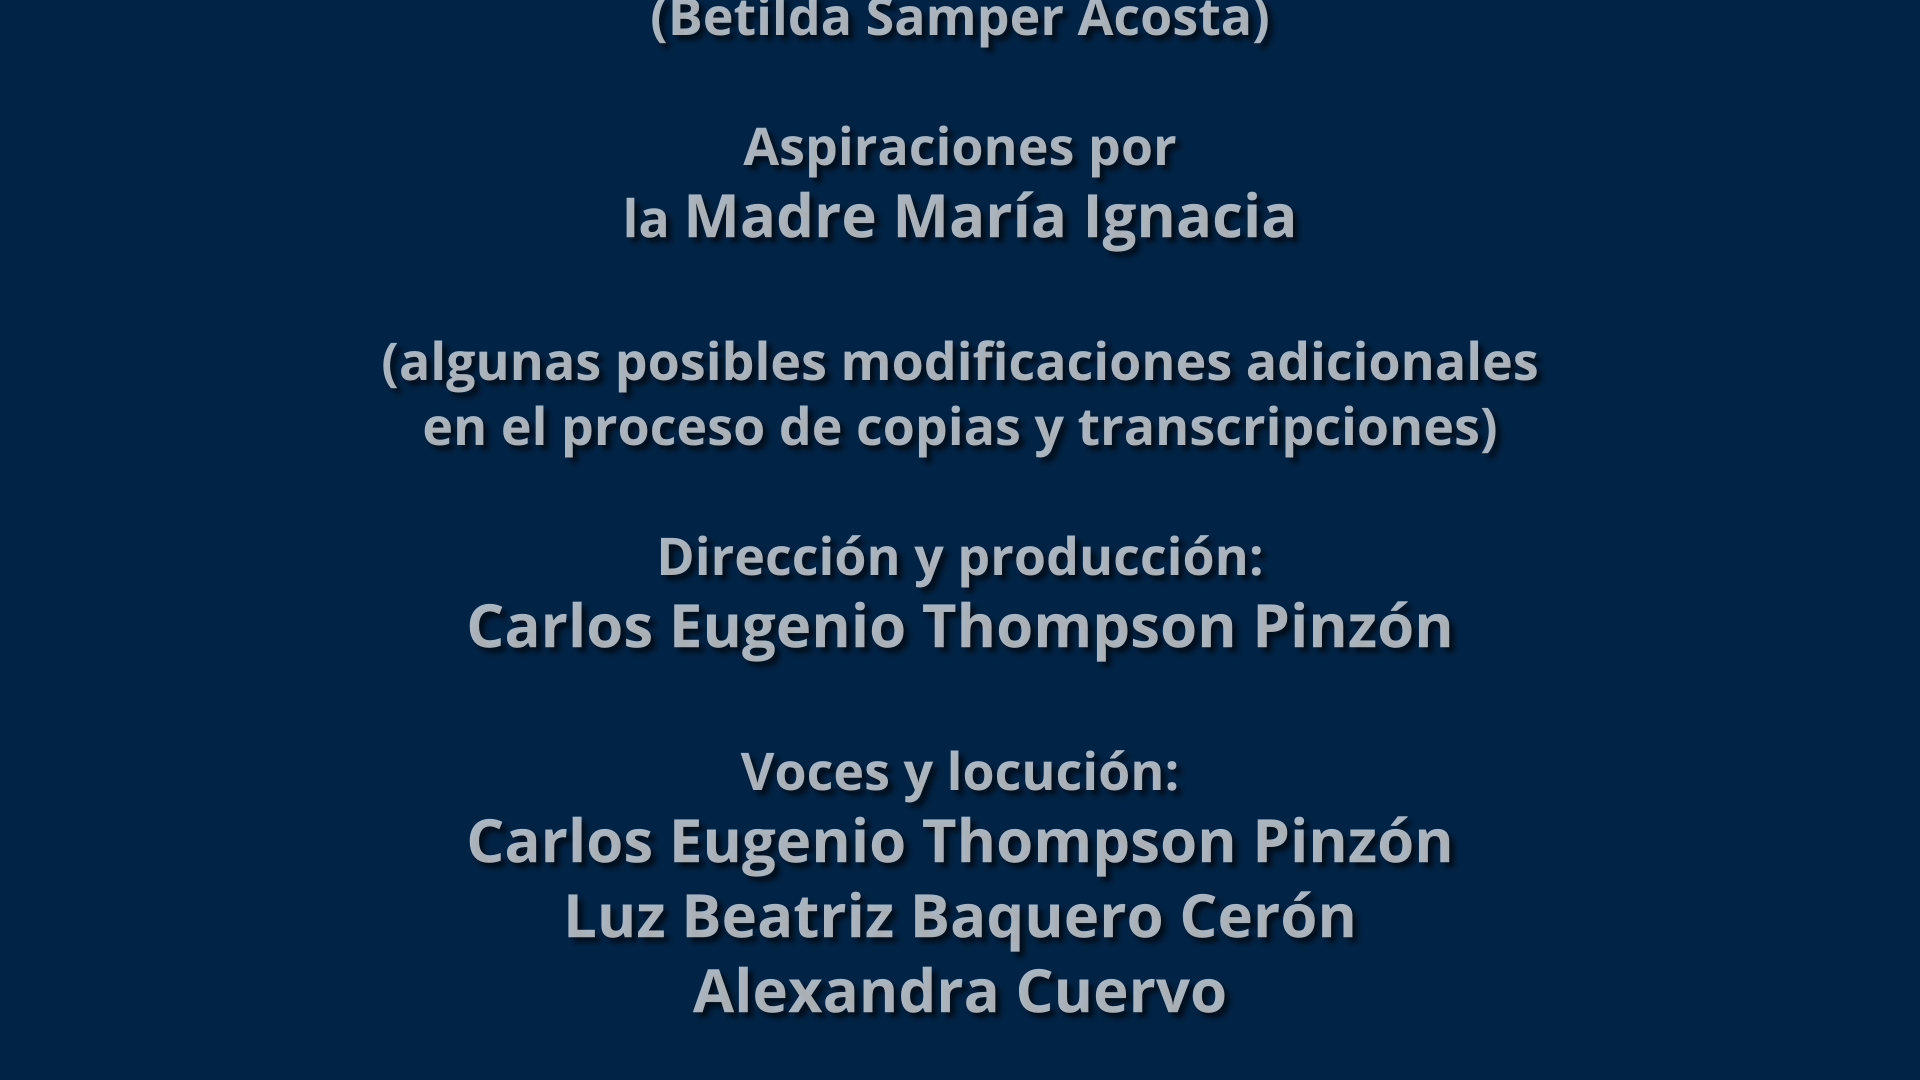 (Betilda Samper Acosta)
Aspiraciones por
la Madre María Ignacia
(algunas posibles modificaciones adicionales
en el proceso de copias y transcripciones)
Dirección y producción:
Carlos Eugenio Thompson Pinzón
Voces y locución:
Carlos Eugenio Thompson Pinzón
Luz Beatriz Baquero Cerón
Alexandra Cuervo